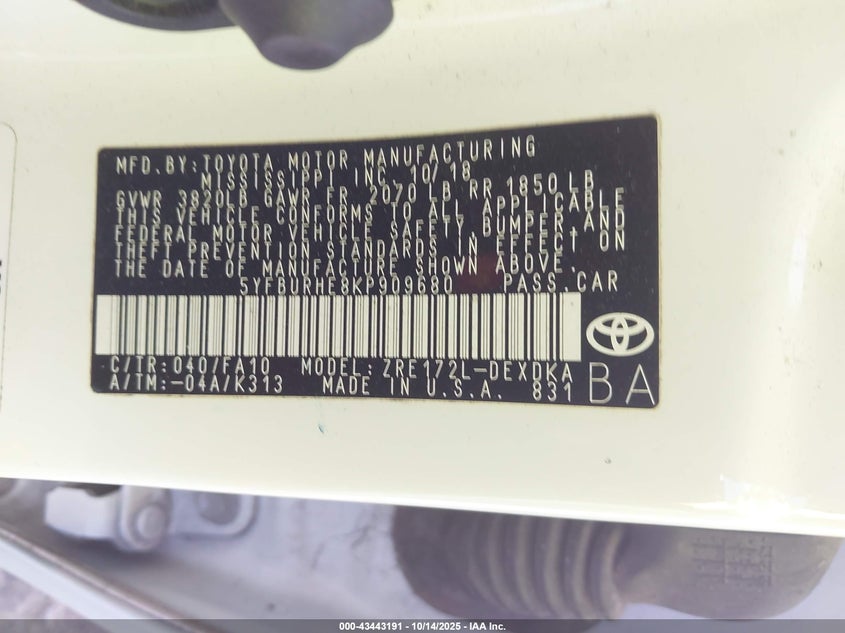 MFD. BY: TOYOTA MOTOR MANUFACTURING
MISSISSIPPI INC. 10/18
GVWR 3820LB GAWR FR 2070 LB RR 1850 LB
THIS VEHICLE CONFORMS TO ALL APPLICABLE
FEDERAL MOTOR VEHICLE SAFETY, BUMPER, AND
THEFT PREVENTION STANDARDS IN EFFECT ON
THE DATE OF MANUFACTURE SHOWN ABOVE.
5YFBURHE8KP909680 PASS. CAR
C/TR: 040/FA10 MODEL: ZRE172L-DEXDKA
A/TM: -04A/K313 MADE IN U.S.A. 831
BA
000-43443191 - 10/14/2025 - IAA Inc.